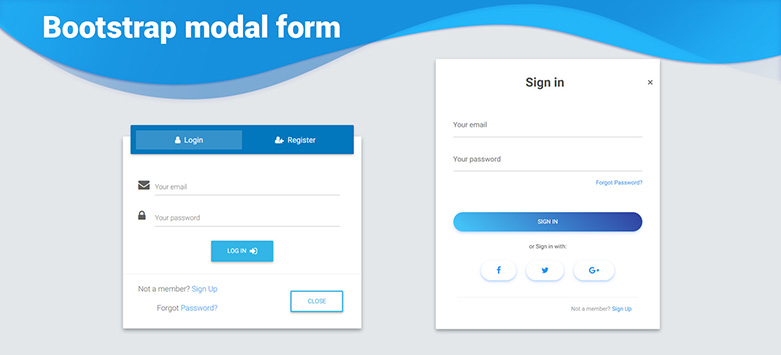 Bootstrap modal form
Login
Register
Your email
Your password
LOG IN
Not a member? Sign Up
Forgot Password?
CLOSE
Sign in
×
Your email
Your password
Forgot Password?
SIGN IN
or Sign in with:
f
G+
Not a member? Sign Up